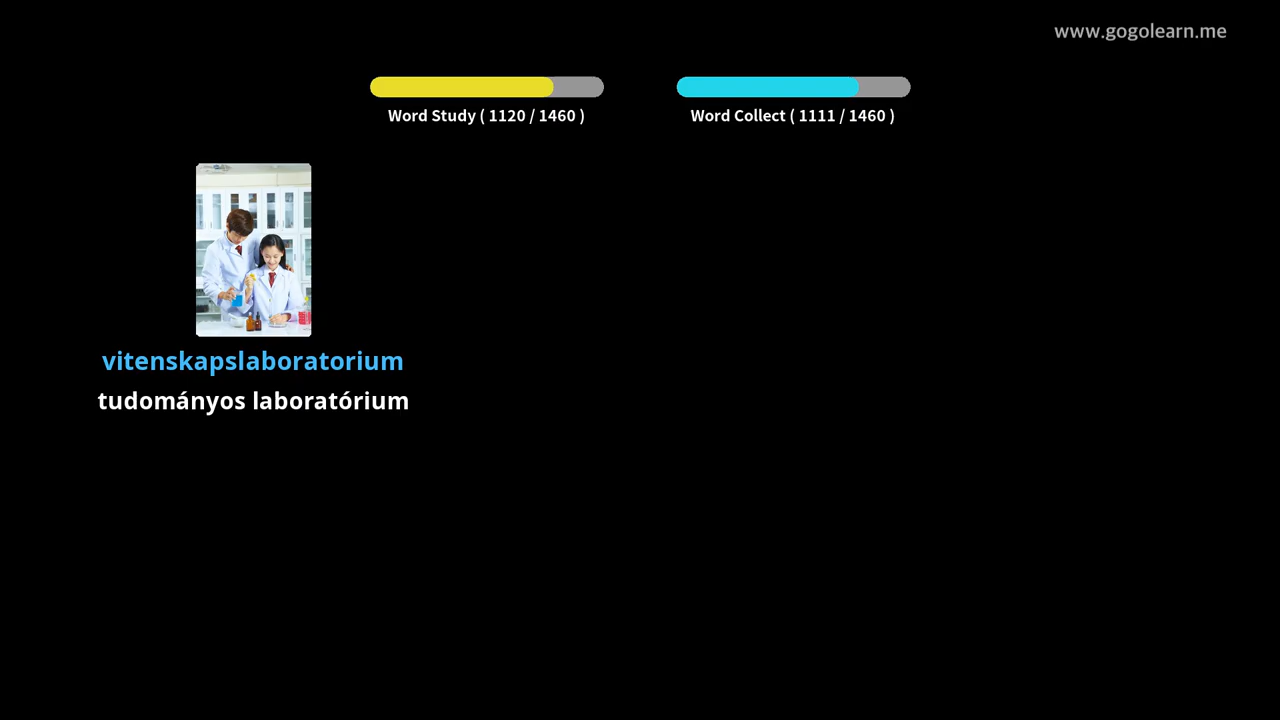 www.gogolearn.me
Word Study ( 1120 / 1460 )
Word Collect ( 1111 / 1460 )
vitenskapslaboratorium
tudományos laboratórium